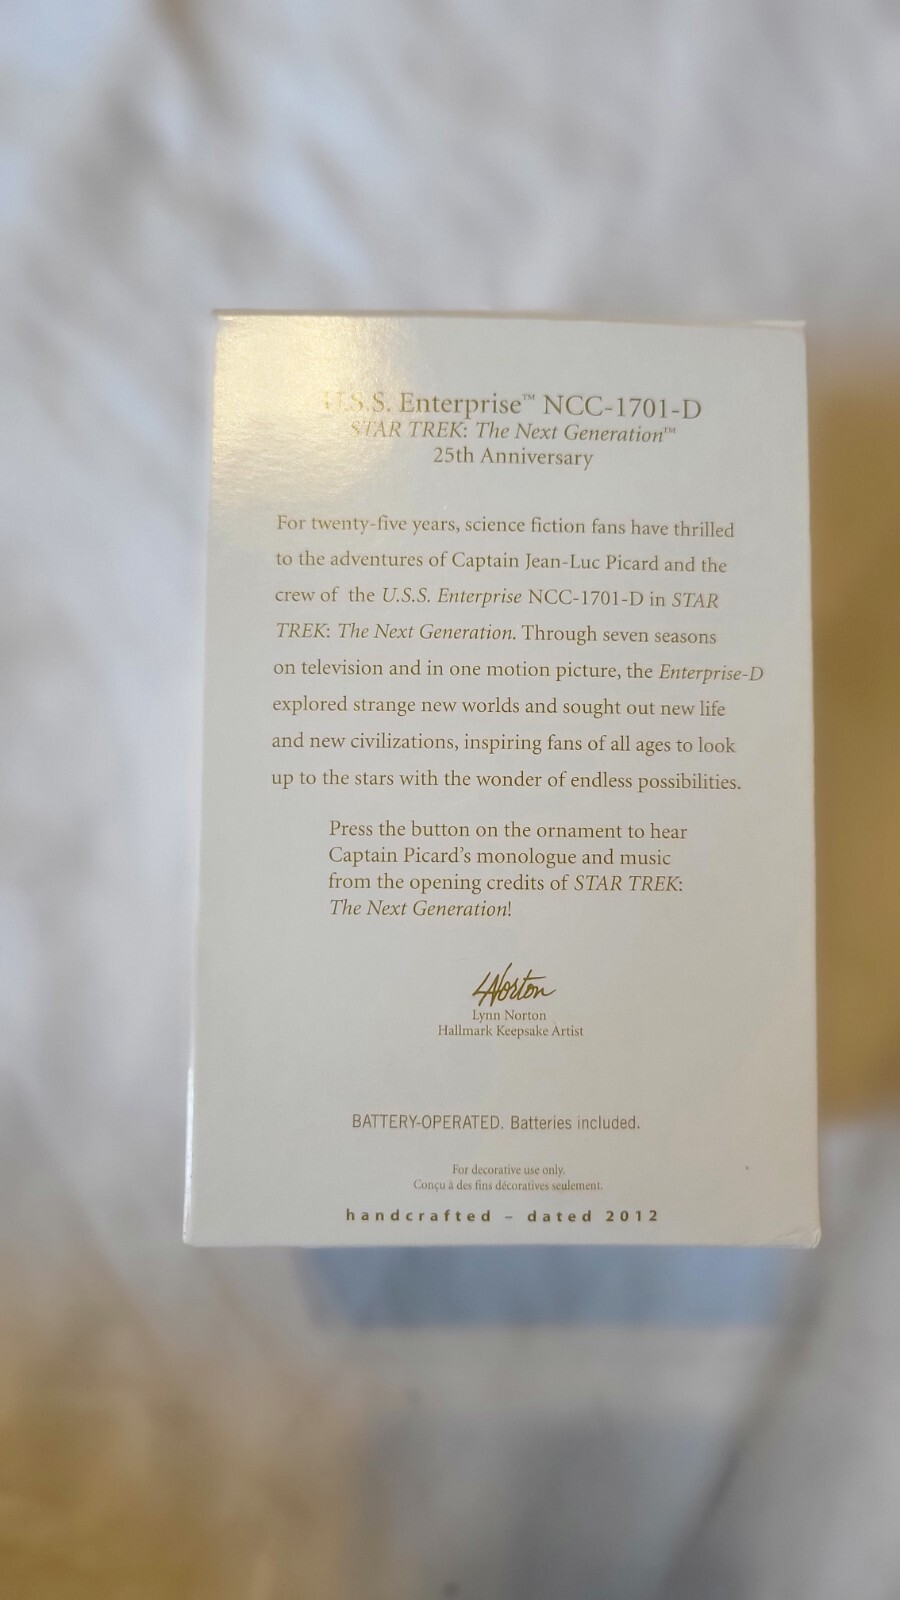 U.S.S. Enterprise™ NCC-1701-D
STAR TREK: The Next Generation™
25th Anniversary
For twenty-five years, science fiction fans have thrilled
to the adventures of Captain Jean-Luc Picard and the
crew of the U.S.S. Enterprise NCC-1701-D in STAR
TREK: The Next Generation. Through seven seasons
on television and in one motion picture, the Enterprise-D
explored strange new worlds and sought out new life
and new civilizations, inspiring fans of all ages to look
up to the stars with the wonder of endless possibilities.
Press the button on the ornament to hear
Captain Picard's monologue and music
from the opening credits of STAR TREK:
The Next Generation!
LNorton
Lynn Norton
Hallmark Keepsake Artist
BATTERY-OPERATED. Batteries included.
For decorative use only.
Conçu à des fins décoratives seulement.
handcrafted – dated 2012